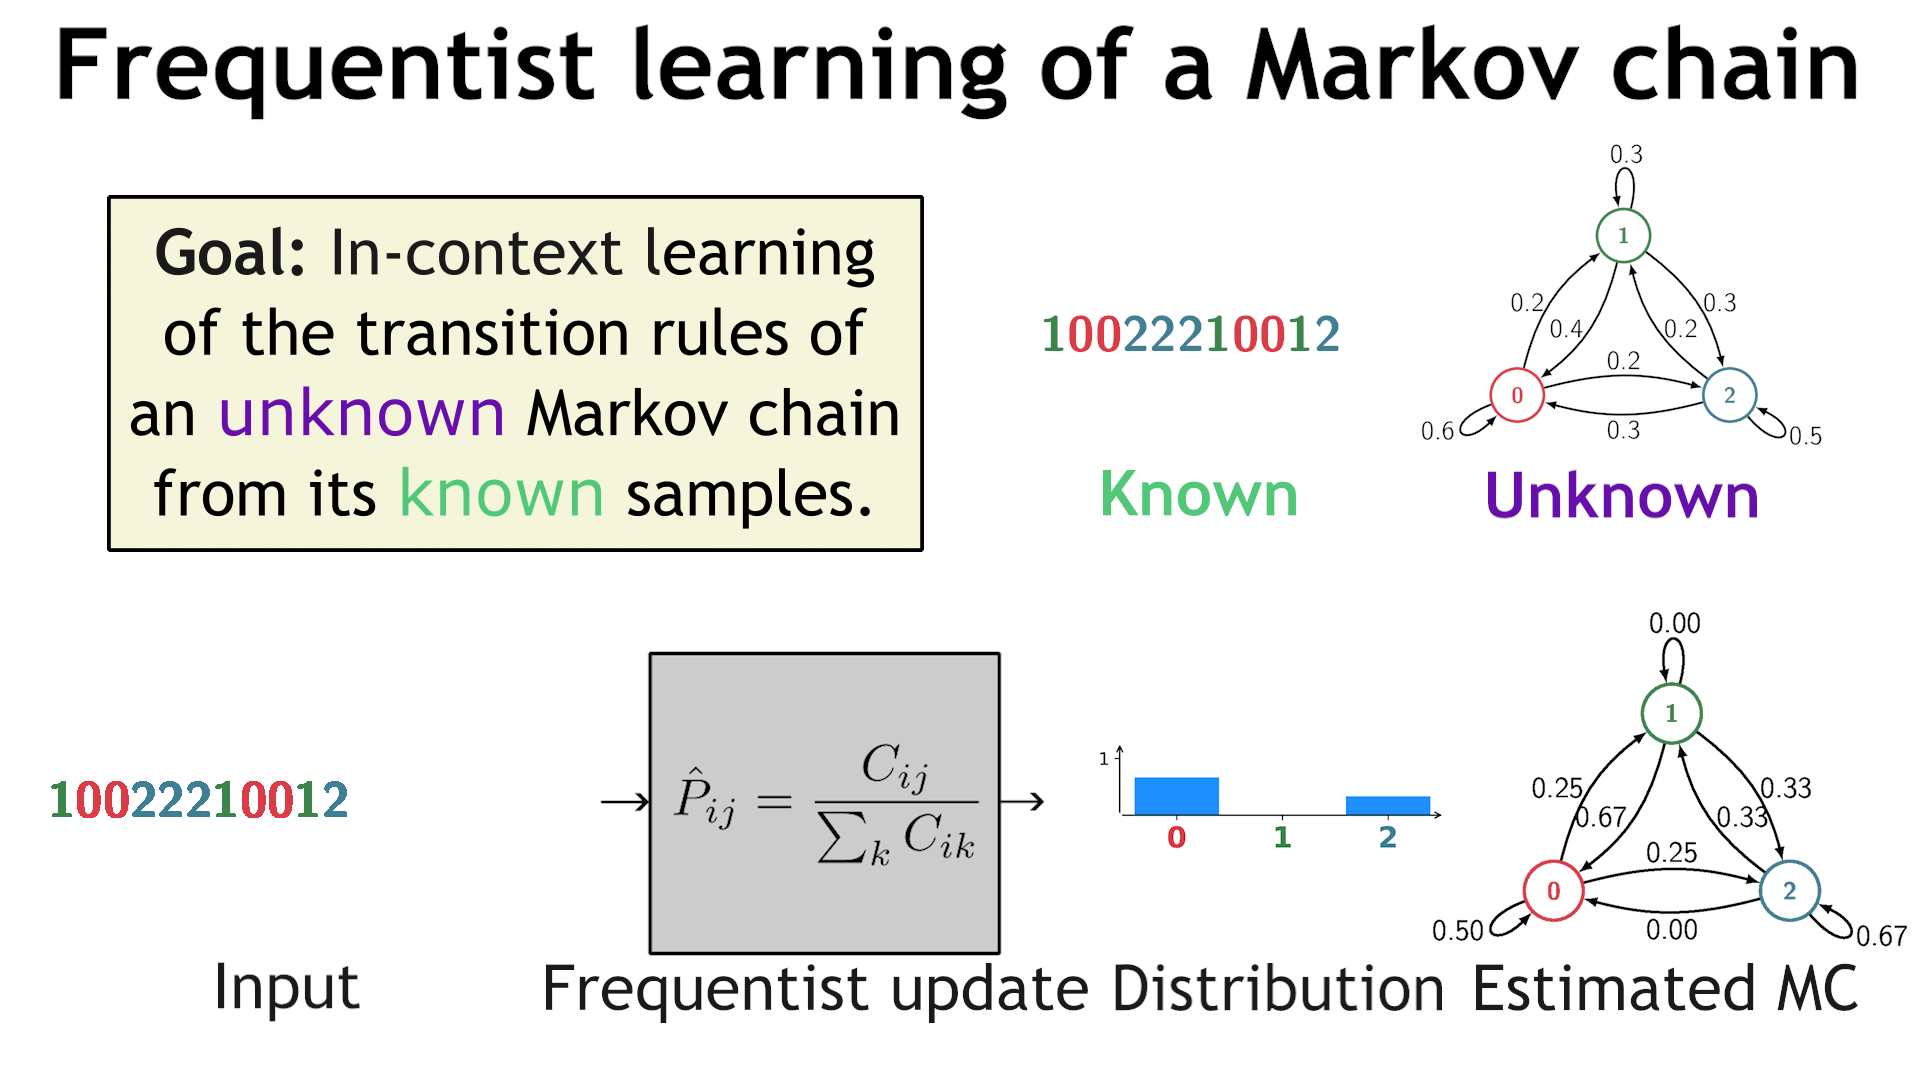 Frequentist learning of a Markov chain
Goal: In-context learning
of the transition rules of
an unknown Markov chain
from its known samples.
10022210012
Known
0.3
1
0.2
0.4
0.3
0.2
0.2
0
2
0.6
0.3
0.5
Unknown
10022210012
Input
P̂_{ij} = C_{ij} / ∑_k C_{ik}
Frequentist update
1
0 1 2
Distribution
0.00
1
0.25
0.67
0.33
0.33
0.25
0
2
0.50
0.00
0.67
Estimated MC